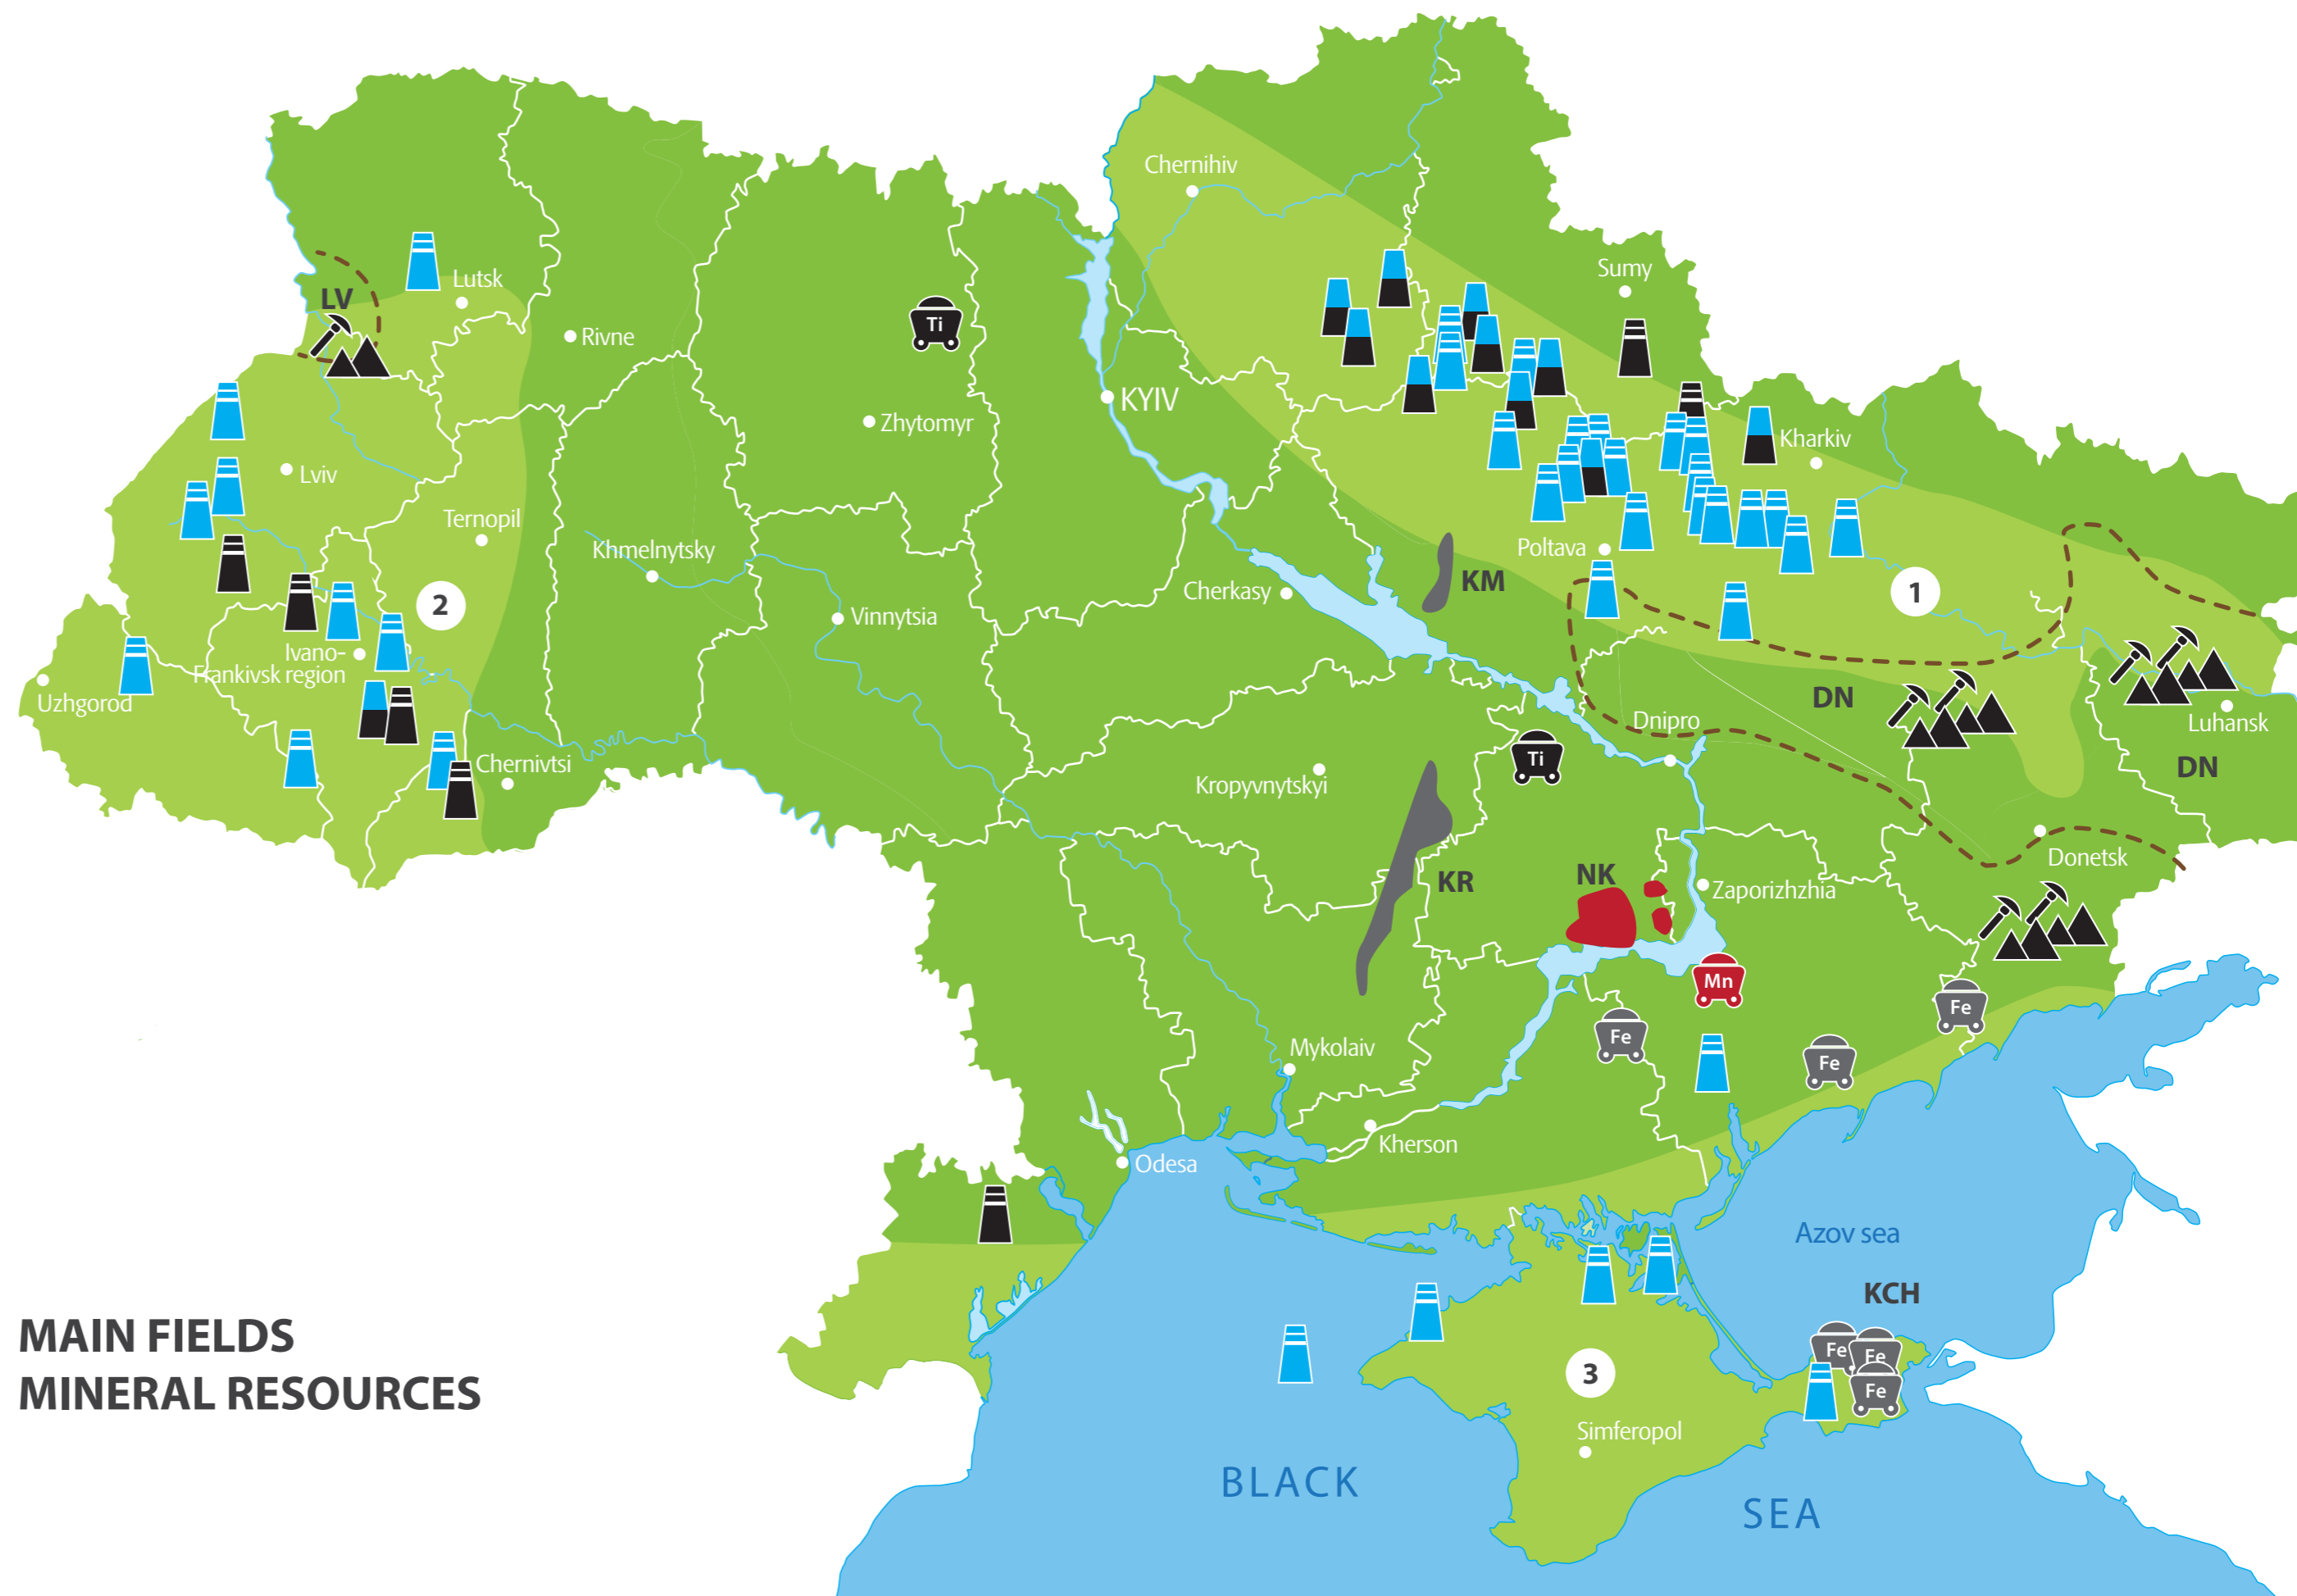 Chernihiv
Sumy
LV
Lutsk
Rivne
Ti
KYIV
Zhytomyr
Kharkiv
Lviv
Ternopil
Khmelnytsky
Poltava
KM
Cherkasy
1
2
Vinnytsia
Ivano-
Frankivsk region
Uzhgorod
DN
Luhansk
Dnipro
Ti
Chernivtsi
DN
Kropyvnytskyi
Donetsk
KR
NK
Zaporizhzhia
Mn
Fe
Fe
Fe
Mykolaiv
Kherson
Odesa
Azov sea
KCH
MAIN FIELDS
MINERAL RESOURCES
Fe
Fe
Fe
3
Simferopol
BLACK
SEA